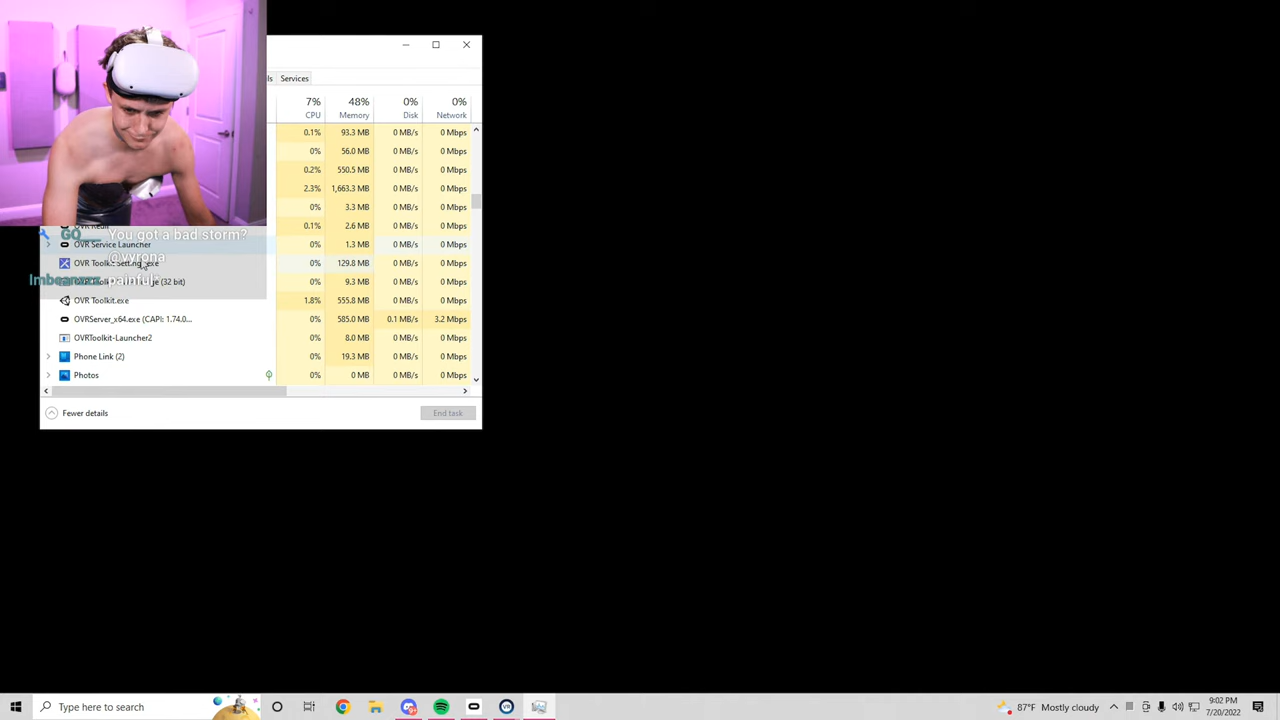 ls Services
7% 48% 0% 0%
CPU Memory Disk Network
0.1% 93.3 MB 0 MB/s 0 Mbps
0% 56.0 MB 0 MB/s 0 Mbps
0.2% 550.5 MB 0 MB/s 0 Mbps
2.3% 1,663.3 MB 0 MB/s 0 Mbps
0% 3.3 MB 0 MB/s 0 Mbps
0.1% 2.6 MB 0 MB/s 0 Mbps
GO__ You got a bad storm?
OVR Service Launcher 0% 1.3 MB 0 MB/s 0 Mbps
@vyrona
OVR Toolkit 0% 129.8 MB 0 MB/s 0 Mbps
Imbeanzzz painful*
(32 bit) 0% 9.3 MB 0 MB/s 0 Mbps
OVR Toolkit.exe 1.8% 555.8 MB 0 MB/s 0 Mbps
OVRServer_x64.exe (CAPI: 1.74.0... 0% 585.0 MB 0.1 MB/s 3.2 Mbps
OVRToolkit-Launcher2 0% 8.0 MB 0 MB/s 0 Mbps
Phone Link (2) 0% 19.3 MB 0 MB/s 0 Mbps
Photos 0% 0 MB 0 MB/s 0 Mbps
Fewer details End task
Type here to search
87°F Mostly cloudy
9:02 PM
7/20/2022